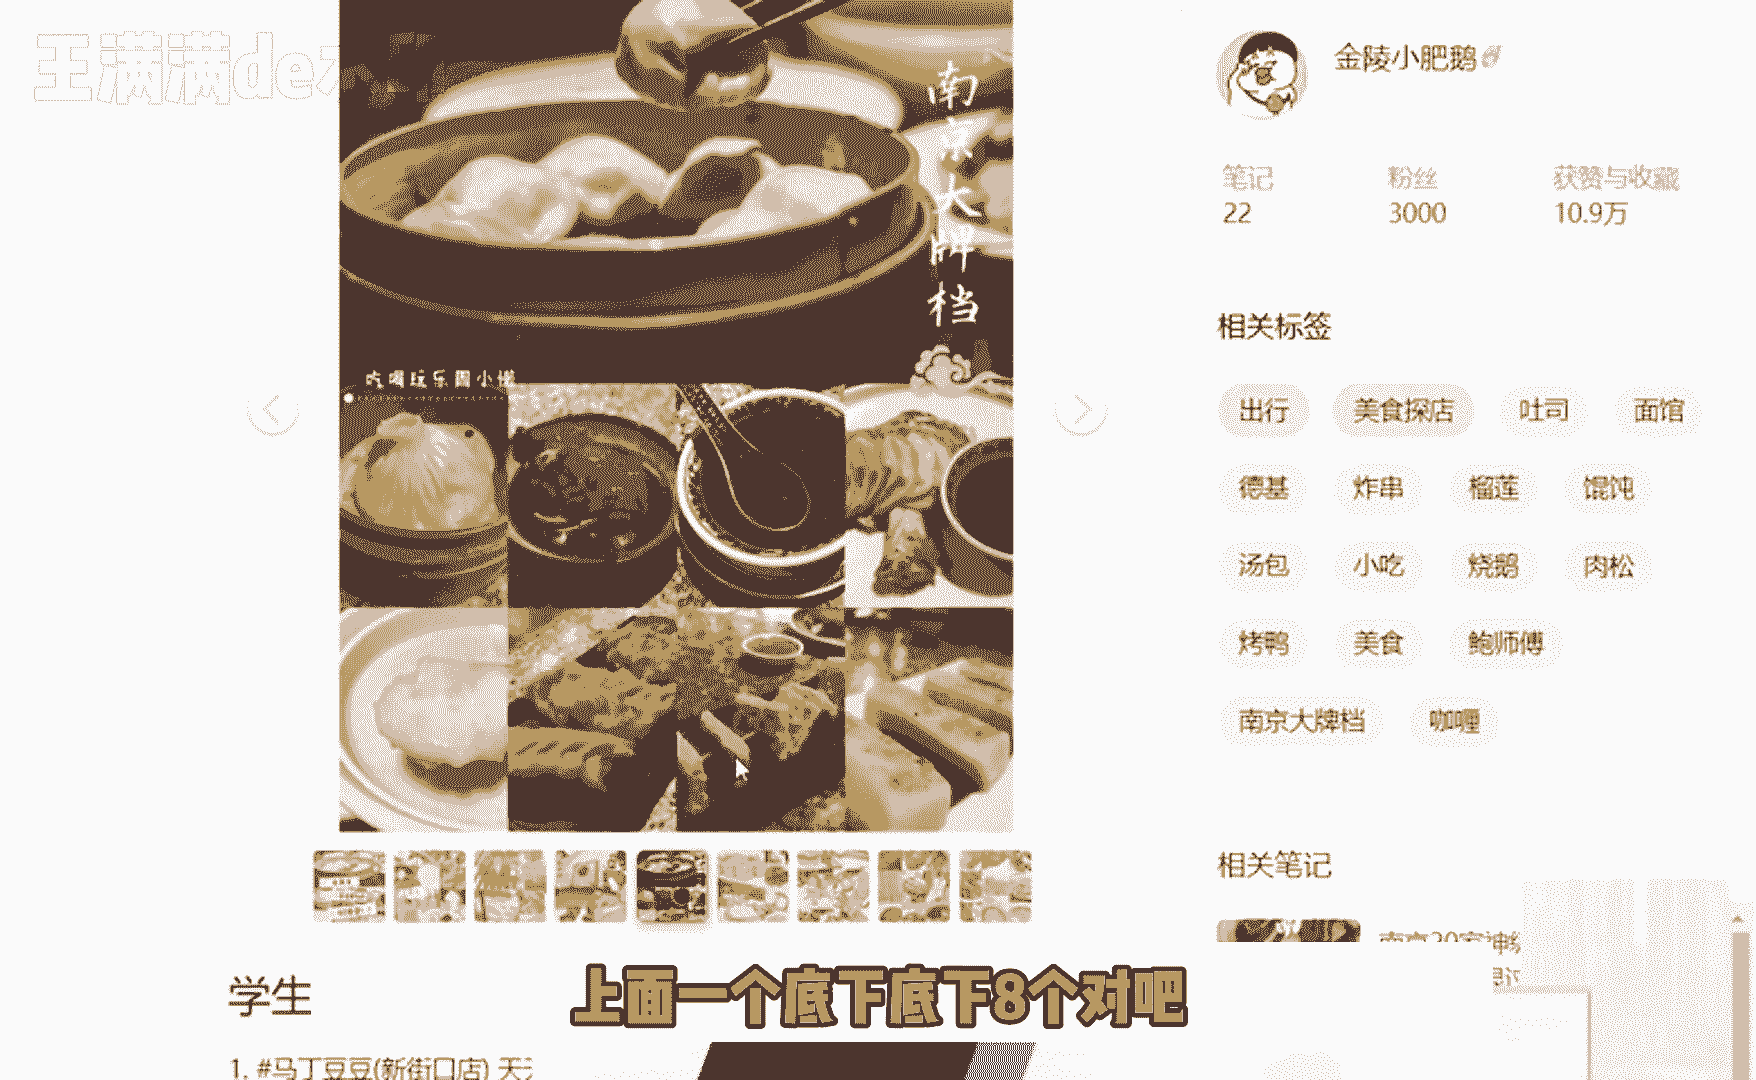 王满满de
金陵小肥鹅
笔记
粉丝
获赞与收藏
22
3000
10.9万
南京大牌档
吃喝玩乐圈小
相关标签
出行
美食探店
吐司
面馆
德基
炸串
榴莲
馄饨
汤包
小吃
烧鹅
肉松
烤鸭
美食
鲍师傅
南京大牌档
咖喱
相关笔记
学生
上面一个底下底下8个对吧
1. #马丁豆豆(新街口店)